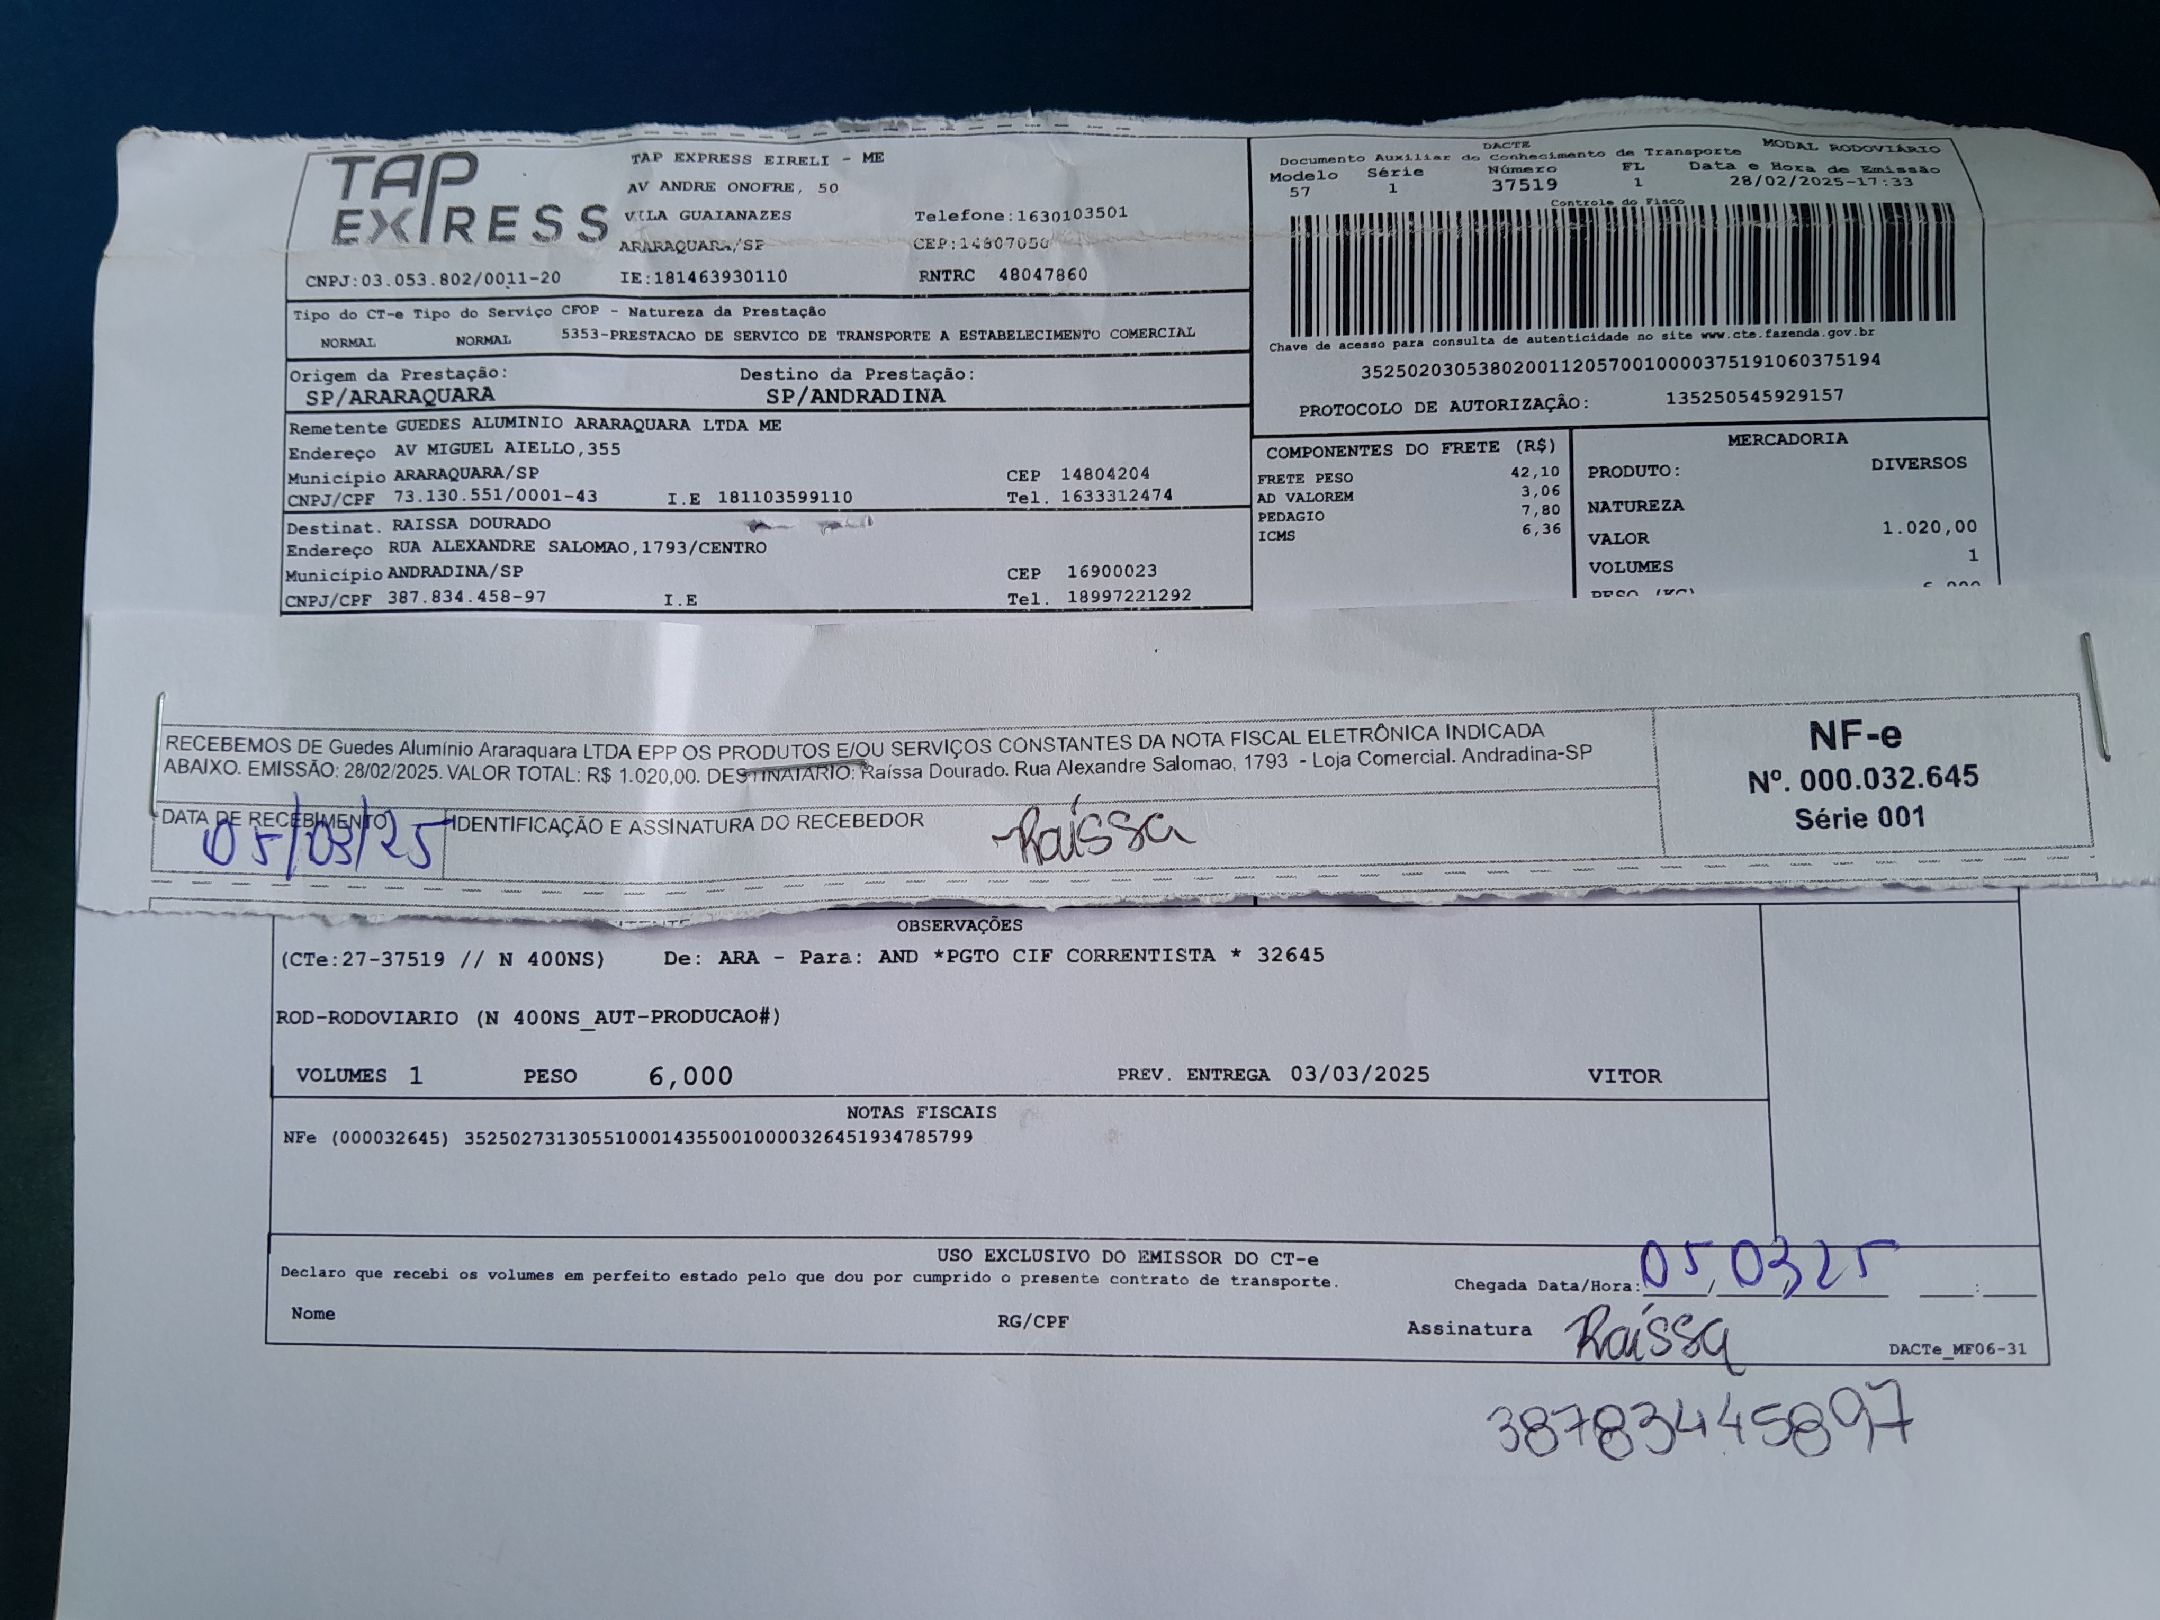 TAP EXPRESS
TAP EXPRESS EIRELI - ME
AV ANDRE ONOFRE, 50
VILA GUAIANAZES Telefone:1630103501
ARARAQUARA/SP CEP:14807050
CNPJ:03.053.802/0011-20 IE:181463930110 RNTRC 48047860
Tipo do CT-e Tipo do Serviço CFOP - Natureza da Prestação
NORMAL NORMAL 5353-PRESTACAO DE SERVICO DE TRANSPORTE A ESTABELECIMENTO COMERCIAL
Origem da Prestação: Destino da Prestação:
SP/ARARAQUARA SP/ANDRADINA
Remetente GUEDES ALUMINIO ARARAQUARA LTDA ME
Endereço AV MIGUEL AIELLO,355
Município ARARAQUARA/SP CEP 14804204
CNPJ/CPF 73.130.551/0001-43 I.E 181103599110 Tel. 1633312474
Destinat. RAISSA DOURADO
Endereço RUA ALEXANDRE SALOMAO,1793/CENTRO
Município ANDRADINA/SP CEP 16900023
CNPJ/CPF 387.834.458-97 I.E Tel. 18997221292
DACTE MODAL RODOVIÁRIO
Documento Auxiliar do Conhecimento de Transporte
Modelo Série Número FL Data e Hora de Emissão
57 1 37519 1 28/02/2025-17:33
Controle do Fisco
Chave de acesso para consulta de autenticidade no site www.cte.fazenda.gov.br
35250203053802001120570010000375191060375194
PROTOCOLO DE AUTORIZAÇÃO: 135250545929157
COMPONENTES DO FRETE (R$)
FRETE PESO 42,10
AD VALOREM 3,06
PEDAGIO 7,80
ICMS 6,36
MERCADORIA
PRODUTO: DIVERSOS
NATUREZA
VALOR 1.020,00
VOLUMES 1
PESO (KG) 6,000
RECEBEMOS DE Guedes Alumínio Araraquara LTDA EPP OS PRODUTOS E/OU SERVIÇOS CONSTANTES DA NOTA FISCAL ELETRÔNICA INDICADA
ABAIXO. EMISSÃO: 28/02/2025. VALOR TOTAL: R$ 1.020,00. DESTINATÁRIO: Raíssa Dourado. Rua Alexandre Salomao, 1793 - Loja Comercial. Andradina-SP
DATA DE RECEBIMENTO IDENTIFICAÇÃO E ASSINATURA DO RECEBEDOR
05/03/25 Raíssa
NF-e
Nº. 000.032.645
Série 001
OBSERVAÇÕES
(CTe:27-37519 // N 400NS) De: ARA - Para: AND *PGTO CIF CORRENTISTA * 32645
ROD-RODOVIARIO (N 400NS_AUT-PRODUCAO#)
VOLUMES 1 PESO 6,000 PREV. ENTREGA 03/03/2025 VITOR
NOTAS FISCAIS
NFe (000032645) 35250273130551000143550010000326451934785799
USO EXCLUSIVO DO EMISSOR DO CT-e
Declaro que recebi os volumes em perfeito estado pelo que dou por cumprido o presente contrato de transporte.
Chegada Data/Hora: 05/03/25 :
Nome RG/CPF Assinatura Raíssa
DACTe_MF06-31
38783445897